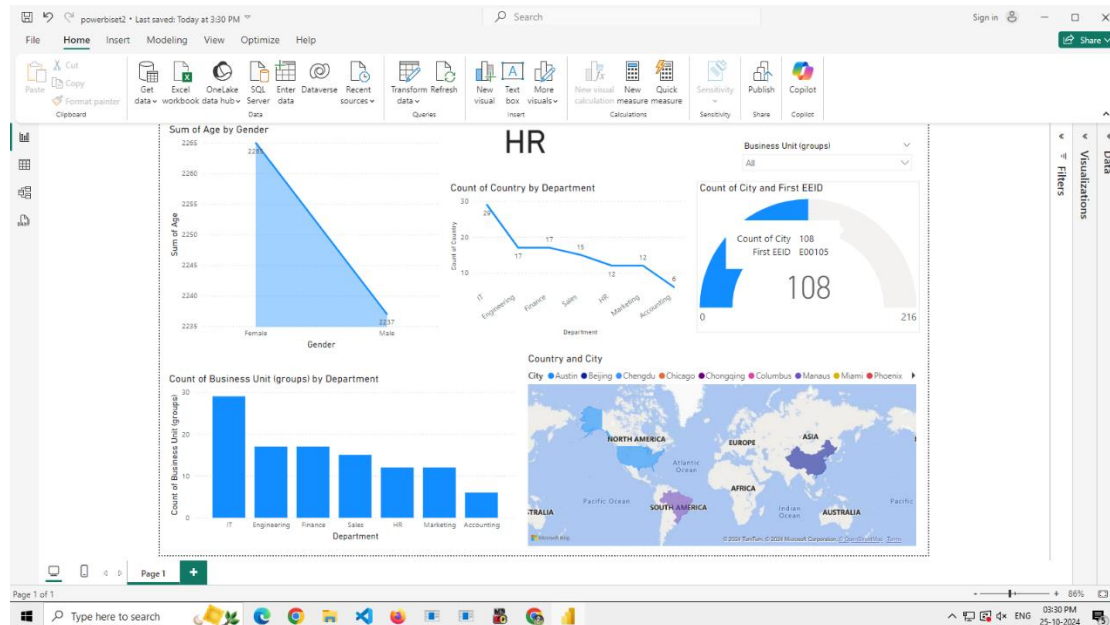 powerbiset2 • Last saved: Today at 3:30 PM
Search
Sign in
File Home Insert Modeling View Optimize Help
Share
Paste
Cut
Copy
Format painter
Clipboard
Get data
Excel workbook
OneLake data hub
SQL Server
Enter data
Dataverse
Recent sources
Data
Transform data
Refresh
Queries
New visual
Text box
More visuals
Insert
New visual calculation
New measure
Quick measure
Calculations
Sensitivity
Sensitivity
Publish
Share
Copilot
Copilot
Sum of Age by Gender
Sum of Age
2265
2260
2255
2250
2245
2240
2235
2265
2237
Female Male
Gender
HR
Business Unit (groups)
All
Count of Country by Department
Count of Country
30
20
10
29
17
17
15
12
12
6
IT Engineering Finance Sales HR Marketing Accounting
Department
Count of City and First EEID
Count of City 108
First EEID E00105
108
0 216
Filters
Visualizations
Data
Count of Business Unit (groups) by Department
Count of Business Unit (groups)
30
20
10
0
IT Engineering Finance Sales HR Marketing Accounting
Department
Country and City
City Austin Beijing Chengdu Chicago Chongqing Columbus Manaus Miami Phoenix
NORTH AMERICA
EUROPE
ASIA
Atlantic Ocean
AFRICA
Pacific Ocean
SOUTH AMERICA
Indian Ocean
AUSTRALIA
Pacific
TRALIA
Microsoft Bing
© 2024 TomTom, © 2024 Microsoft Corporation, © OpenStreetMap Terms
Page 1
Page 1 of 1
86%
Type here to search
ENG
03:30 PM
25-10-2024